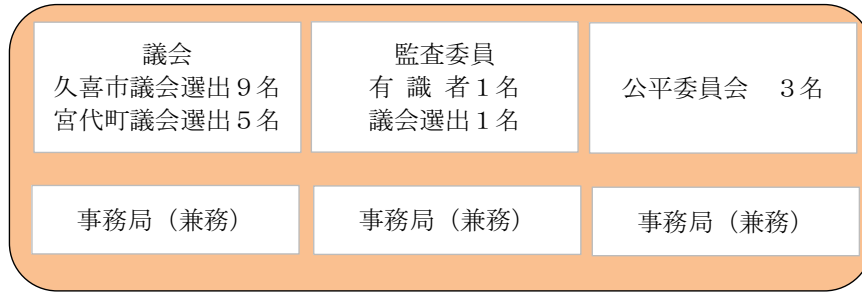 議会
久喜市議会選出９名
宮代町議会選出５名
監査委員
有 識 者１名
議会選出１名
公平委員会　３名
事務局（兼務）
事務局（兼務）
事務局（兼務）